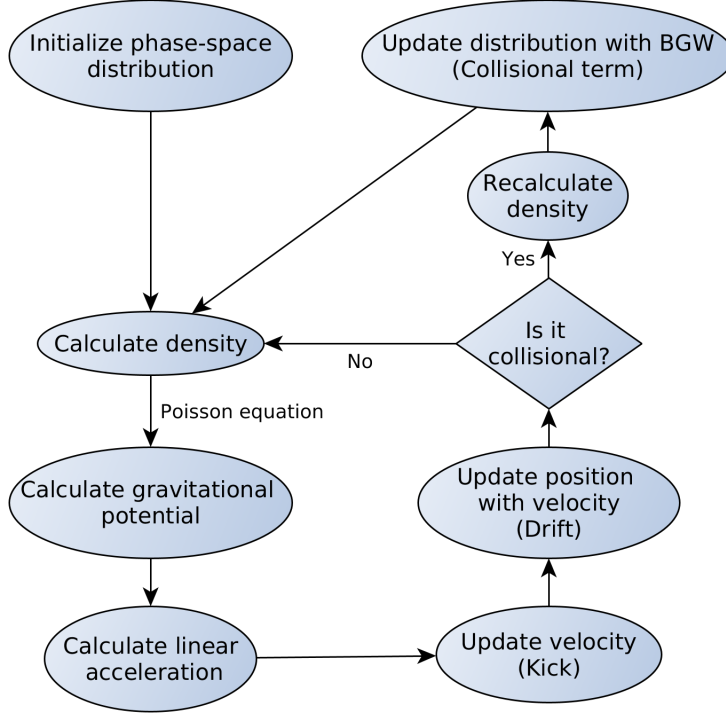 Initialize phase-space
distribution
Update distribution with BGW
(Collisional term)
Recalculate
density
Yes
Is it
collisional?
No
Calculate density
Poisson equation
Calculate gravitational
potential
Calculate linear
acceleration
Update velocity
(Kick)
Update position
with velocity
(Drift)